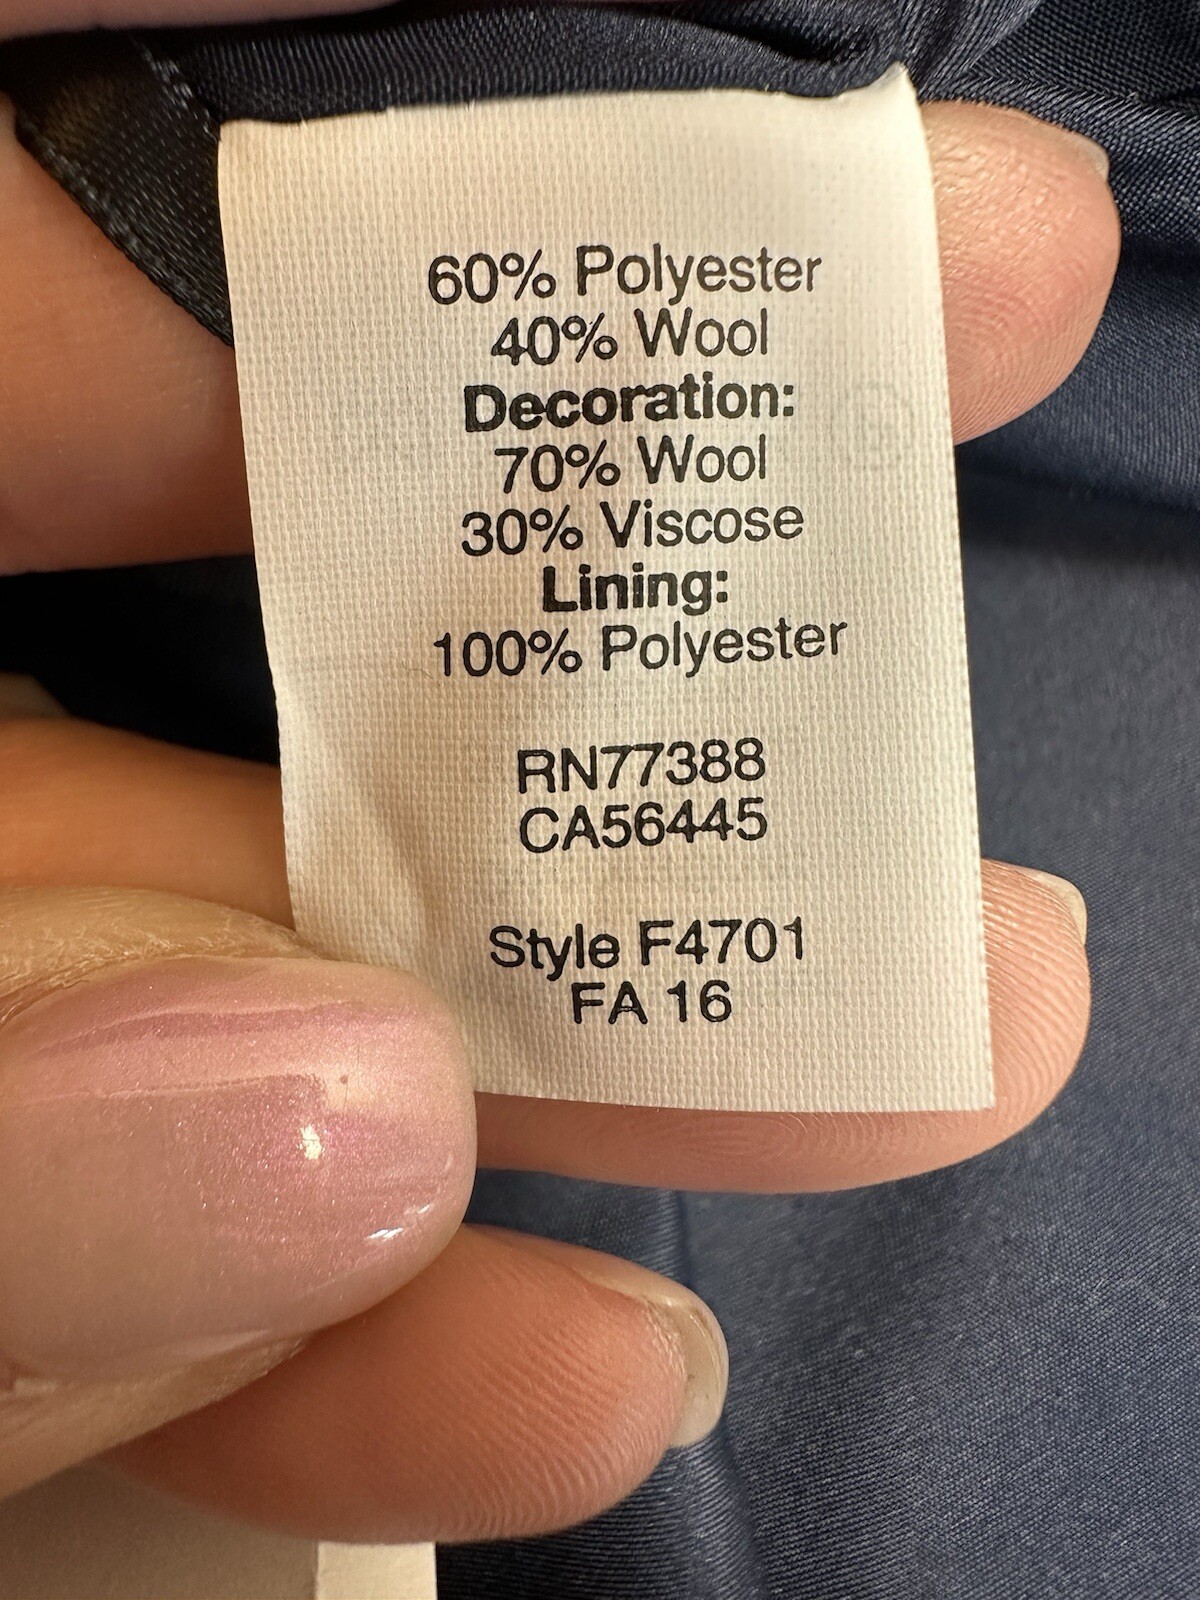 60% Polyester
40% Wool
Decoration:
70% Wool
30% Viscose
Lining:
100% Polyester
RN77388
CA56445
Style F4701
FA 16